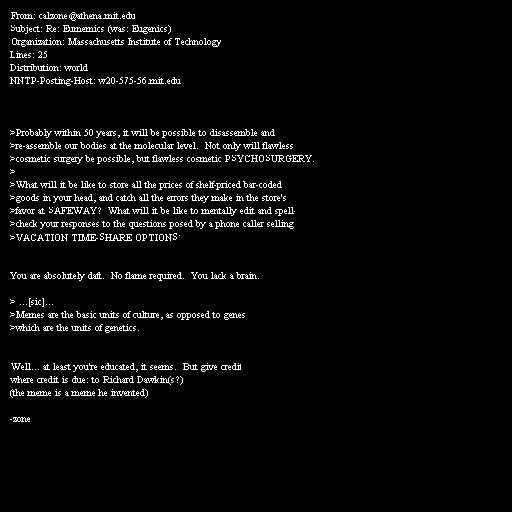 From: calzone@athena.mit.edu
Subject: Re: Eumemics (was: Eugenics)
Organization: Massachusetts Institute of Technology
Lines: 25
Distribution: world
NNTP-Posting-Host: w20-575-56.mit.edu
>Probably within 50 years, it will be possible to disassemble and
>re-assemble our bodies at the molecular level.  Not only will flawless
>cosmetic surgery be possible, but flawless cosmetic PSYCHOSURGERY.
>
>What will it be like to store all the prices of shelf-priced bar-coded
>goods in your head, and catch all the errors they make in the store's
>favor at SAFEWAY?  What will it be like to mentally edit and spell-
>check your responses to the questions posed by a phone caller selling
>VACATION TIME-SHARE OPTIONS?
You are absolutely daft.  No flame required.  You lack a brain.
> ...[sic]...
>Memes are the basic units of culture, as opposed to genes
>which are the units of genetics.
Well... at least you're educated, it seems.  But give credit
where credit is due: to Richard Dawkin(s?)
(the meme is a meme he invented)
-zone